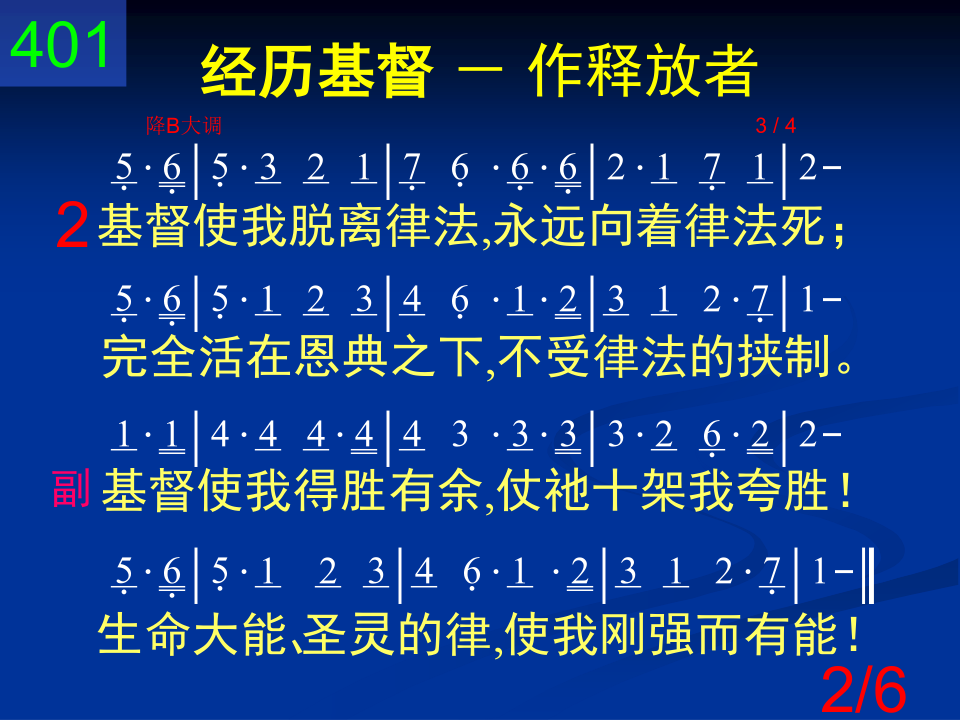 401
经历基督 － 作释放者
降B大调 3 / 4
5 · 6 | 5 · 3 2 1 | 7 6 · 6 · 6 | 2 · 1 7 1 | 2 -
2 基督使我脱离律法,永远向着律法死；
5 · 6 | 5 · 1 2 3 | 4 6 · 1 · 2 | 3 1 2 · 7 | 1 -
完全活在恩典之下,不受律法的挟制。
1 · 1 | 4 · 4 4 · 4 | 4 3 · 3 · 3 | 3 · 2 6 · 2 | 2 -
副 基督使我得胜有余,仗祂十架我夸胜！
5 · 6 | 5 · 1 2 3 | 4 6 · 1 · 2 | 3 1 2 · 7 | 1 - ‖
生命大能、圣灵的律,使我刚强而有能！
2/6